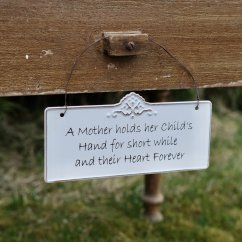 A Mother holds her Child's
Hand for short while
and their Heart Forever